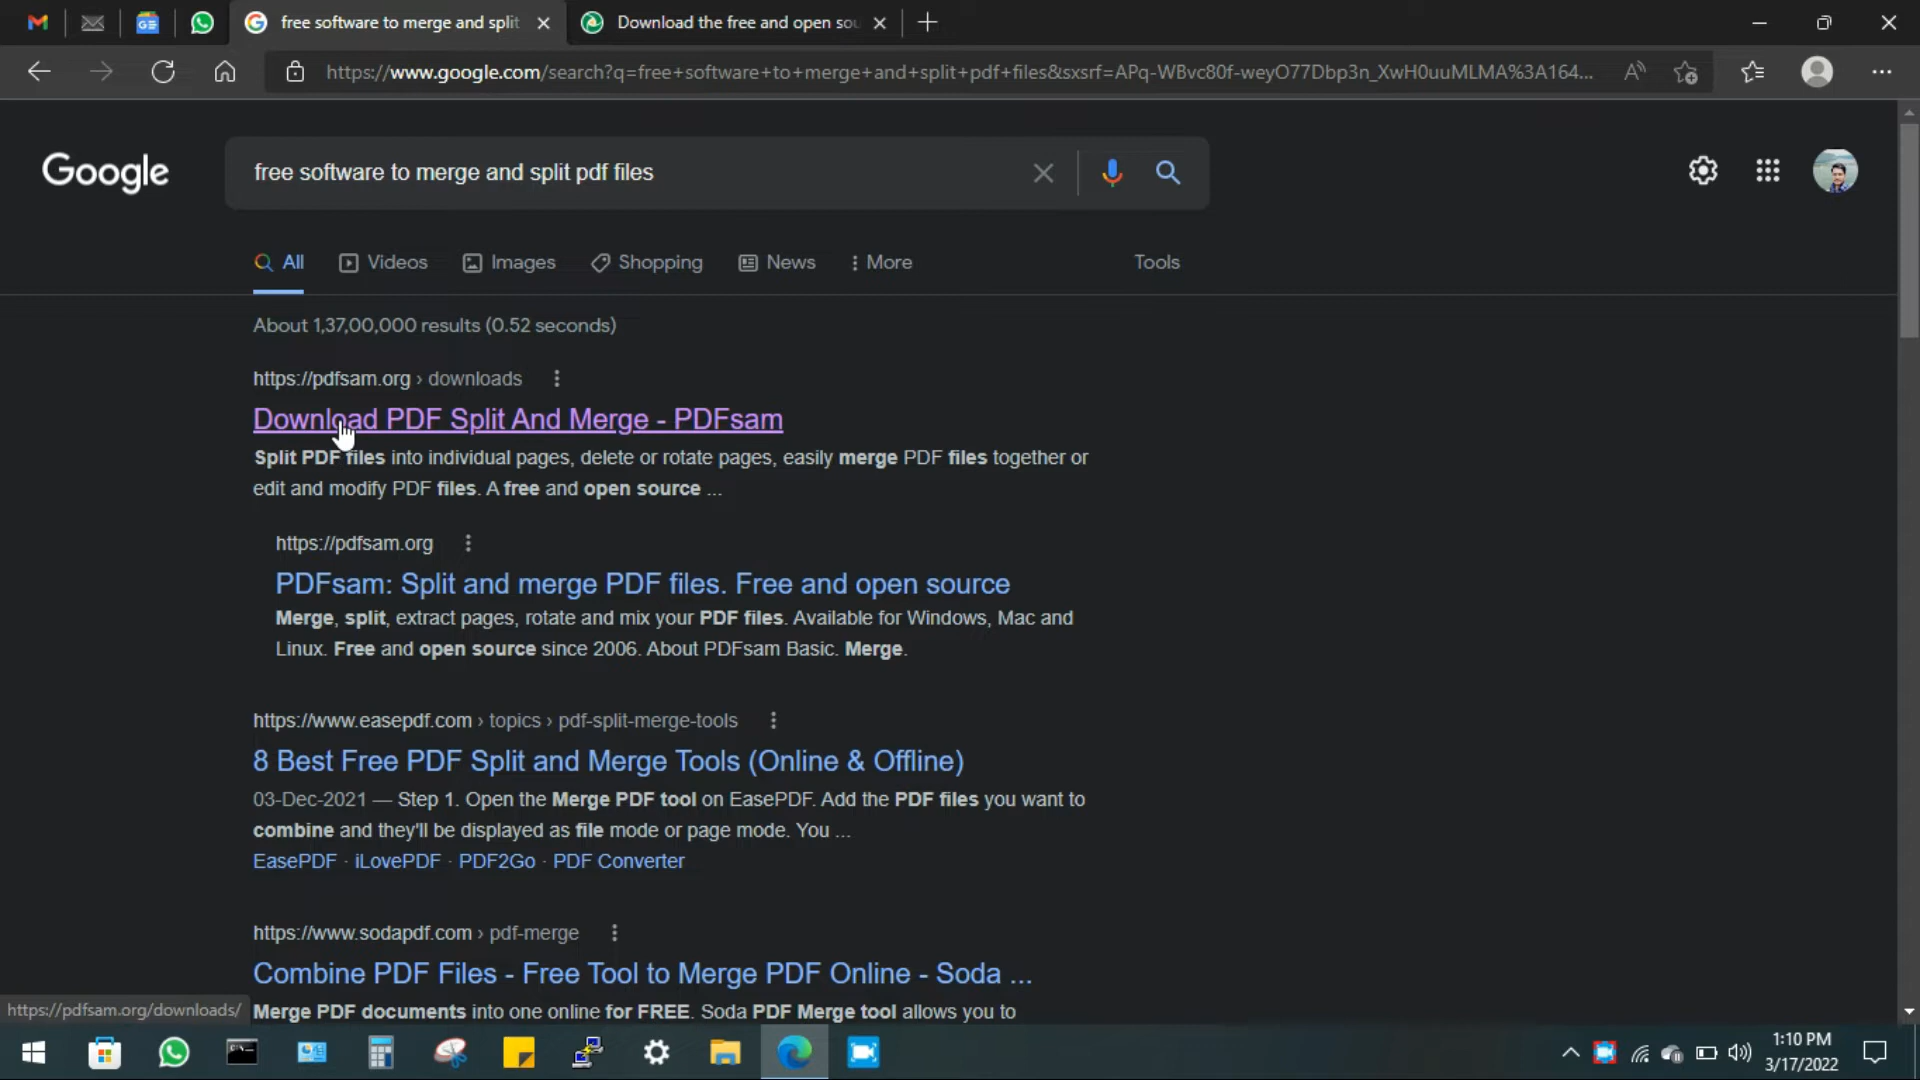 free software to merge and split
Download the free and open sou
https://www.google.com/search?q=free+software+to+merge+and+split+pdf+files&sxsrf=APq-WBvc80f-weyO77Dbp3n_XwH0uuMLMA%3A164...
Google
free software to merge and split pdf files
All Videos Images Shopping News More Tools
About 1,37,00,000 results (0.52 seconds)
https://pdfsam.org › downloads
Download PDF Split And Merge - PDFsam
Split PDF files into individual pages, delete or rotate pages, easily merge PDF files together or
edit and modify PDF files. A free and open source ...
https://pdfsam.org
PDFsam: Split and merge PDF files. Free and open source
Merge, split, extract pages, rotate and mix your PDF files. Available for Windows, Mac and
Linux. Free and open source since 2006. About PDFsam Basic. Merge.
https://www.easepdf.com › topics › pdf-split-merge-tools
8 Best Free PDF Split and Merge Tools (Online & Offline)
03-Dec-2021 — Step 1. Open the Merge PDF tool on EasePDF. Add the PDF files you want to
combine and they'll be displayed as file mode or page mode. You ...
EasePDF · iLovePDF · PDF2Go · PDF Converter
https://www.sodapdf.com › pdf-merge
Combine PDF Files - Free Tool to Merge PDF Online - Soda ...
https://pdfsam.org/downloads/
Merge PDF documents into one online for FREE. Soda PDF Merge tool allows you to
1:10 PM
3/17/2022